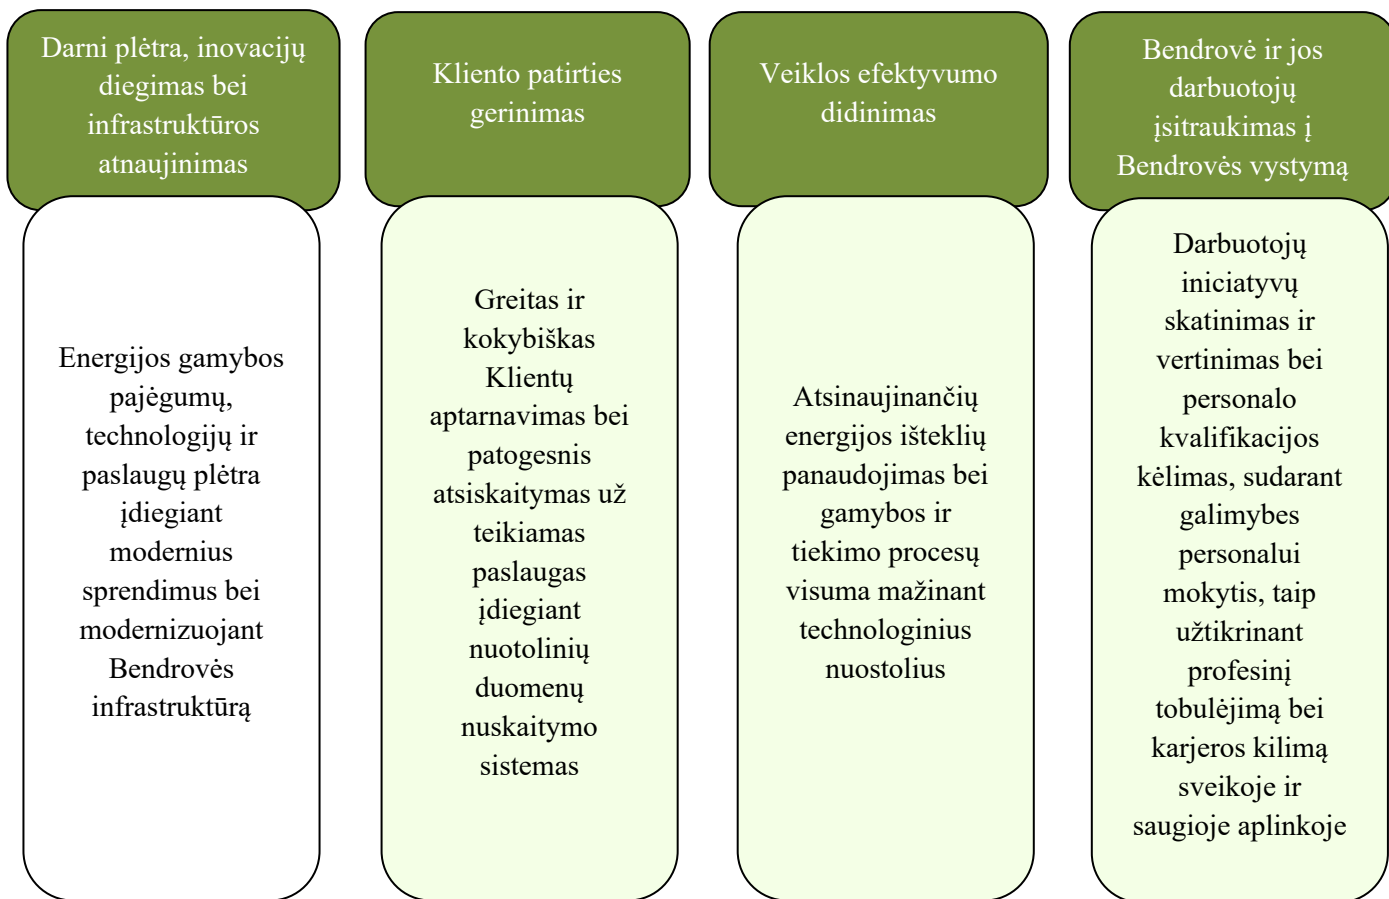 Darni plėtra, inovacijų
diegimas bei
infrastruktūros
atnaujinimas
Energijos gamybos
pajėgumų,
technologijų ir
paslaugų plėtra
įdiegiant
modernius
sprendimus bei
modernizuojant
Bendrovės
infrastruktūrą
Kliento patirties
gerinimas
Greitas ir
kokybiškas
Klientų
aptarnavimas bei
patogesnis
atsiskaitymas už
teikiamas
paslaugas
įdiegiant
nuotolinių
duomenų
nuskaitymo
sistemas
Veiklos efektyvumo
didinimas
Atsinaujinančių
energijos išteklių
panaudojimas bei
gamybos ir
tiekimo procesų
visuma mažinant
technologinius
nuostolius
Bendrovė ir jos
darbuotojų
įsitraukimas į
Bendrovės vystymą
Darbuotojų
iniciatyvų
skatinimas ir
vertinimas bei
personalo
kvalifikacijos
kėlimas, sudarant
galimybes
personalui
mokytis, taip
užtikrinant
profesinį
tobulėjimą bei
karjeros kilimą
sveikoje ir
saugioje aplinkoje